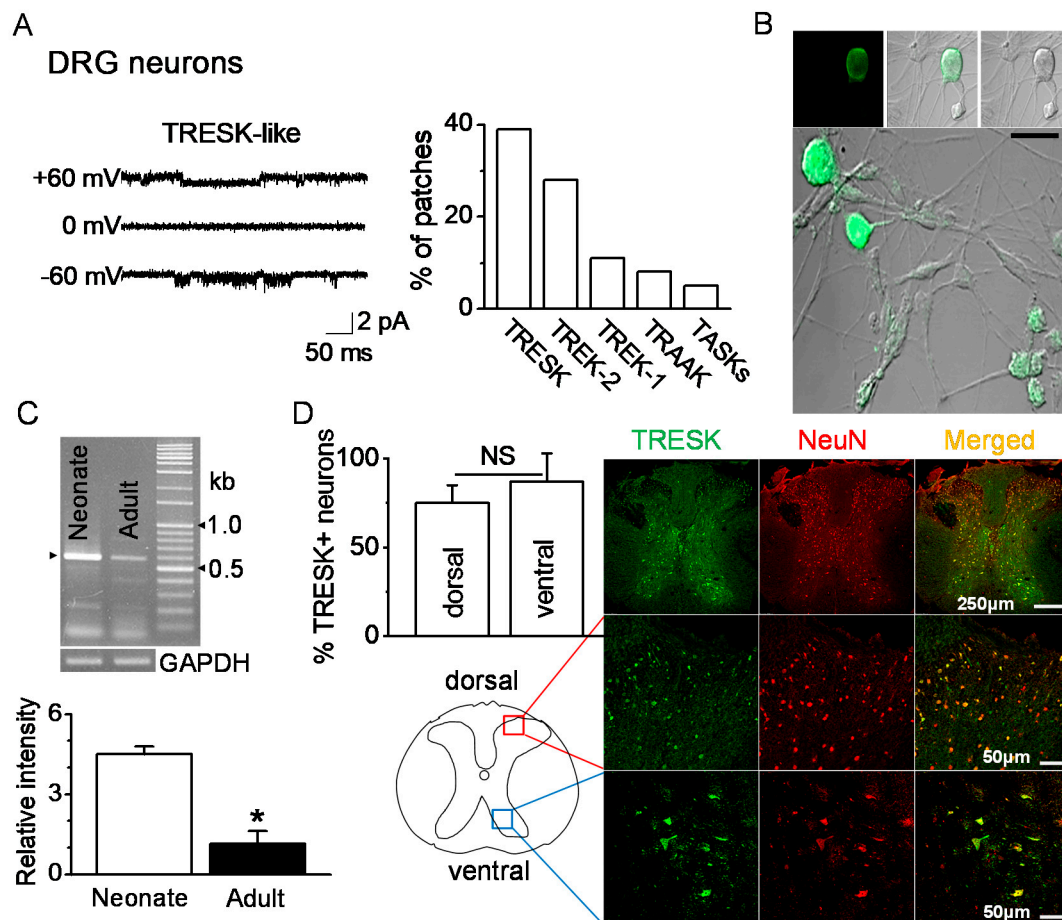 A
DRG neurons
TRESK-like
+60 mV
0 mV
-60 mV
2 pA
50 ms
% of patches
40
20
0
TRESK
TREK-2
TREK-1
TRAAK
TASKs
B
C
Neonate
Adult
kb
1.0
0.5
GAPDH
Relative intensity
6
3
0
*
Neonate
Adult
D
% TRESK+ neurons
100
50
0
NS
dorsal
ventral
dorsal
ventral
TRESK
NeuN
Merged
250µm
50µm
50µm